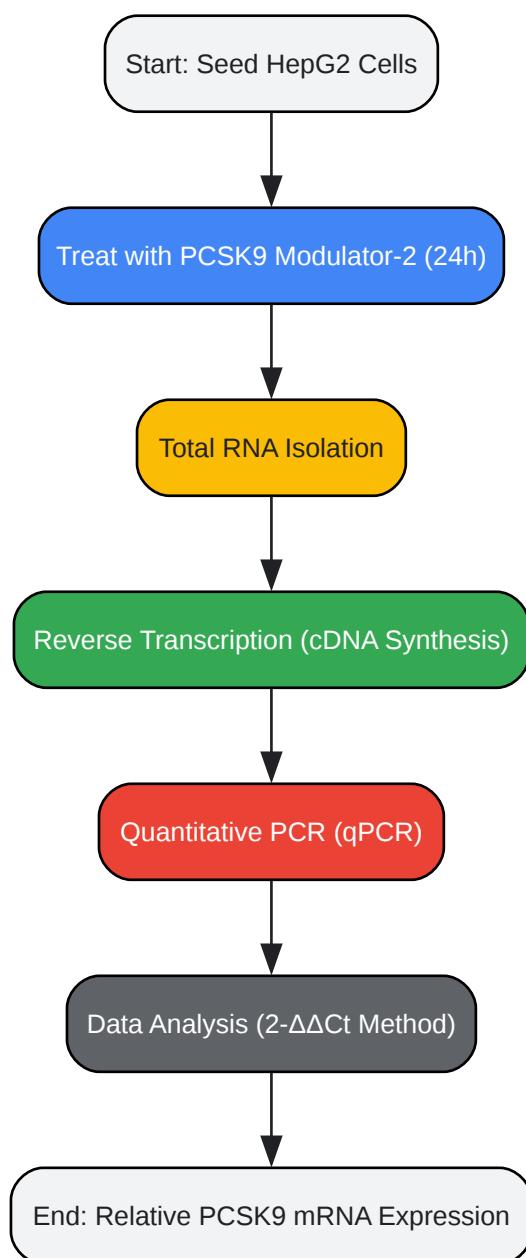 Start: Seed HepG2 Cells
Treat with PCSK9 Modulator-2 (24h)
Total RNA Isolation
Reverse Transcription (cDNA Synthesis)
Quantitative PCR (qPCR)
Data Analysis (2-ΔΔCt Method)
End: Relative PCSK9 mRNA Expression